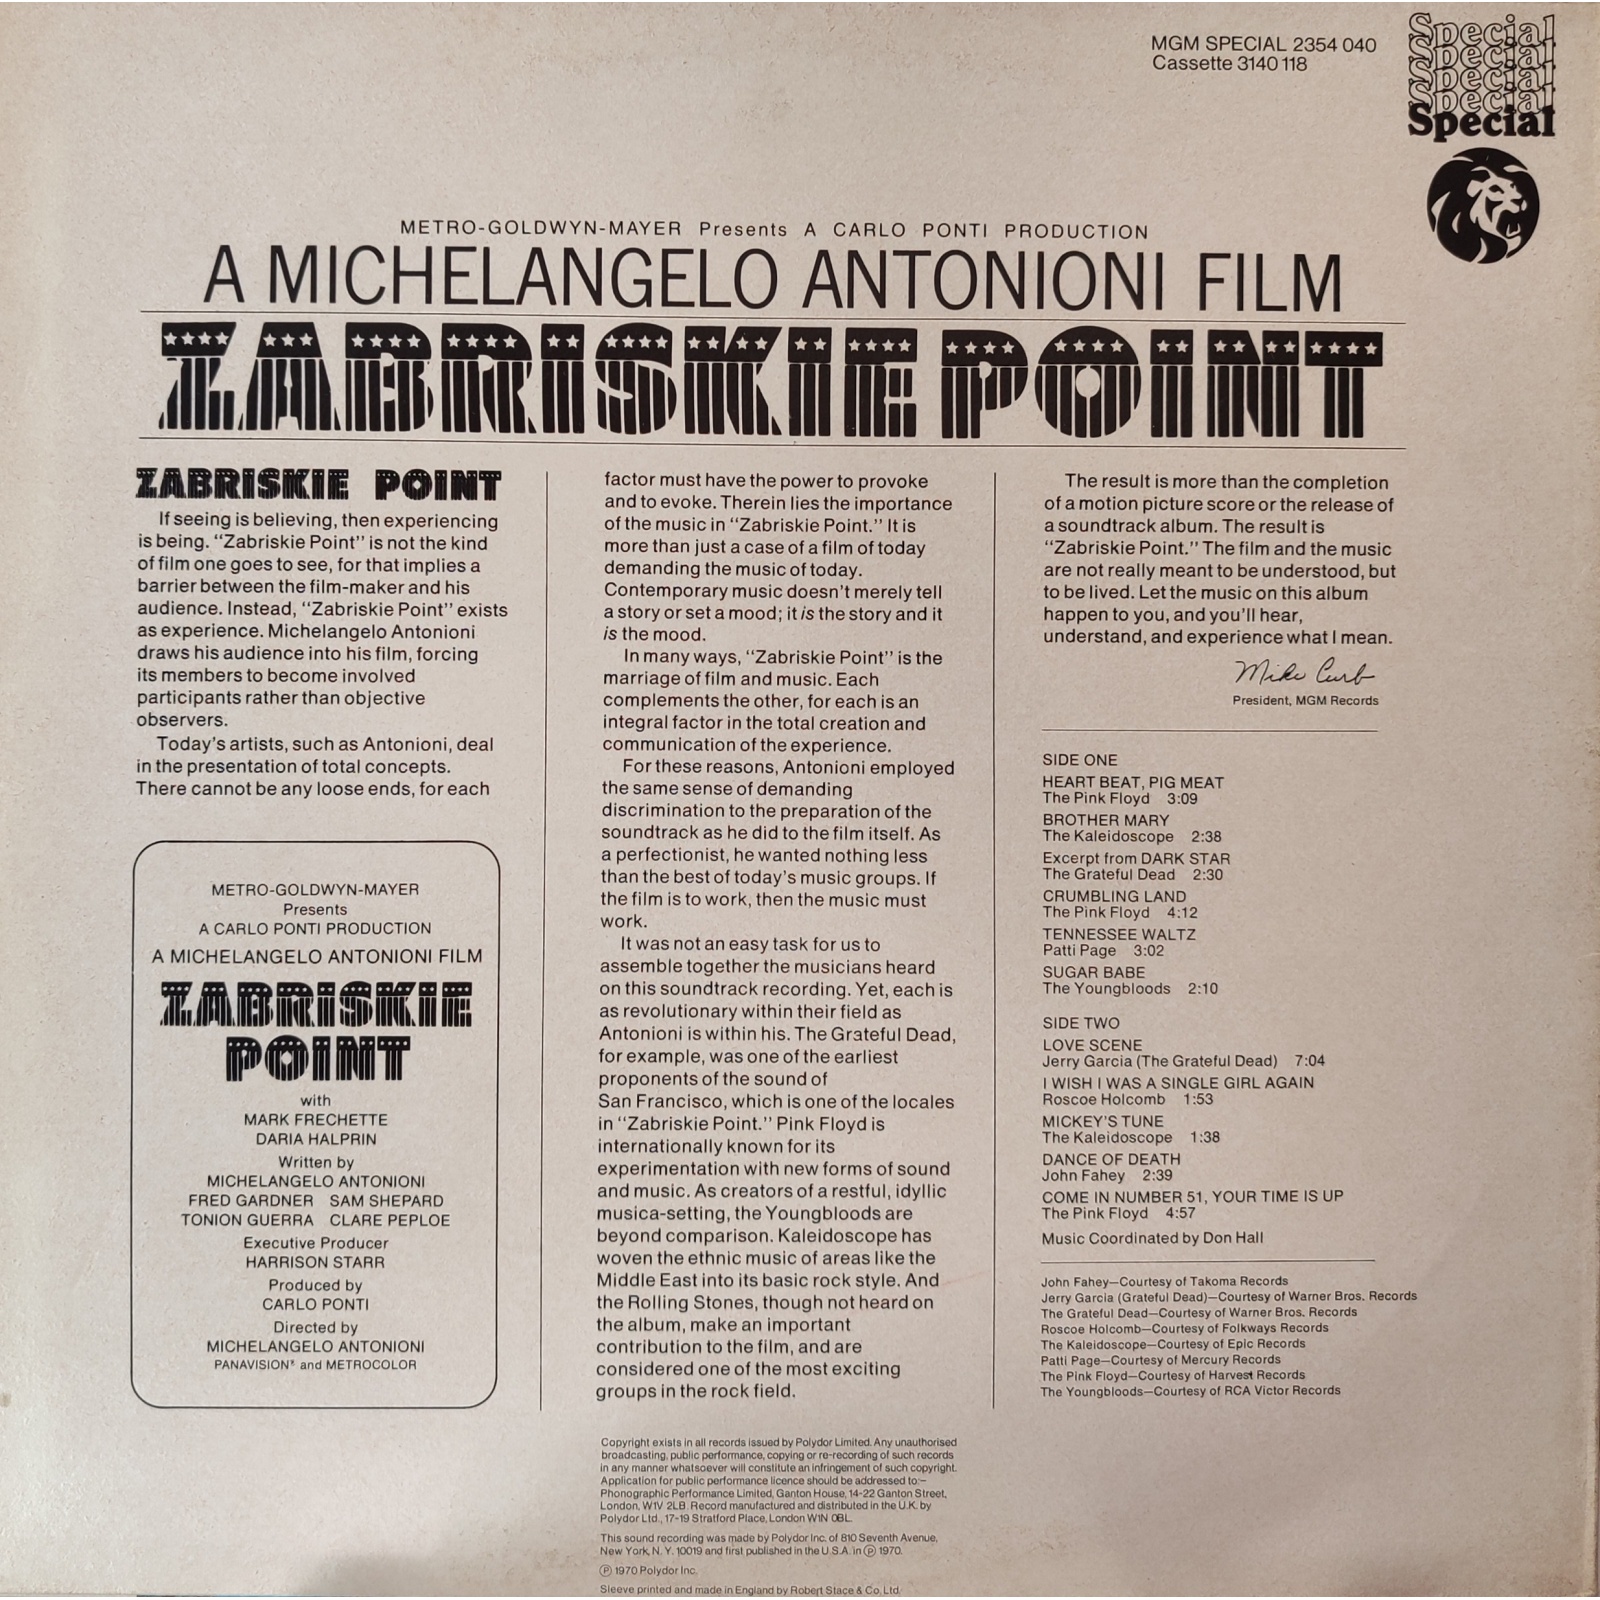 MGM SPECIAL 2354 040
Cassette 3140 118
Special
Special
Special
Special
Special
METRO-GOLDWYN-MAYER Presents A CARLO PONTI PRODUCTION
A MICHELANGELO ANTONIONI FILM
ZABRISKIE POINT
ZABRISKIE POINT
If seeing is believing, then experiencing
is being. “Zabriskie Point” is not the kind
of film one goes to see, for that implies a
barrier between the film-maker and his
audience. Instead, “Zabriskie Point” exists
as experience. Michelangelo Antonioni
draws his audience into his film, forcing
its members to become involved
participants rather than objective
observers.
Today's artists, such as Antonioni, deal
in the presentation of total concepts.
There cannot be any loose ends, for each
METRO-GOLDWYN-MAYER
Presents
A CARLO PONTI PRODUCTION
A MICHELANGELO ANTONIONI FILM
ZABRISKIE
POINT
with
MARK FRECHETTE
DARIA HALPRIN
Written by
MICHELANGELO ANTONIONI
FRED GARDNER SAM SHEPARD
TONION GUERRA CLARE PEPLOE
Executive Producer
HARRISON STARR
Produced by
CARLO PONTI
Directed by
MICHELANGELO ANTONIONI
PANAVISION* and METROCOLOR
factor must have the power to provoke
and to evoke. Therein lies the importance
of the music in “Zabriskie Point.” It is
more than just a case of a film of today
demanding the music of today.
Contemporary music doesn't merely tell
a story or set a mood; it is the story and it
is the mood.
In many ways, “Zabriskie Point” is the
marriage of film and music. Each
complements the other, for each is an
integral factor in the total creation and
communication of the experience.
For these reasons, Antonioni employed
the same sense of demanding
discrimination to the preparation of the
soundtrack as he did to the film itself. As
a perfectionist, he wanted nothing less
than the best of today's music groups. If
the film is to work, then the music must
work.
It was not an easy task for us to
assemble together the musicians heard
on this soundtrack recording. Yet, each is
as revolutionary within their field as
Antonioni is within his. The Grateful Dead,
for example, was one of the earliest
proponents of the sound of
San Francisco, which is one of the locales
in “Zabriskie Point.” Pink Floyd is
internationally known for its
experimentation with new forms of sound
and music. As creators of a restful, idyllic
musica-setting, the Youngbloods are
beyond comparison. Kaleidoscope has
woven the ethnic music of areas like the
Middle East into its basic rock style. And
the Rolling Stones, though not heard on
the album, make an important
contribution to the film, and are
considered one of the most exciting
groups in the rock field.
The result is more than the completion
of a motion picture score or the release of
a soundtrack album. The result is
“Zabriskie Point.” The film and the music
are not really meant to be understood, but
to be lived. Let the music on this album
happen to you, and you'll hear,
understand, and experience what I mean.
Mike Curb
President, MGM Records
SIDE ONE
HEART BEAT, PIG MEAT
The Pink Floyd 3:09
BROTHER MARY
The Kaleidoscope 2:38
Excerpt from DARK STAR
The Grateful Dead 2:30
CRUMBLING LAND
The Pink Floyd 4:12
TENNESSEE WALTZ
Patti Page 3:02
SUGAR BABE
The Youngbloods 2:10
SIDE TWO
LOVE SCENE
Jerry Garcia (The Grateful Dead) 7:04
I WISH I WAS A SINGLE GIRL AGAIN
Roscoe Holcomb 1:53
MICKEY'S TUNE
The Kaleidoscope 1:38
DANCE OF DEATH
John Fahey 2:39
COME IN NUMBER 51, YOUR TIME IS UP
The Pink Floyd 4:57
Music Coordinated by Don Hall
John Fahey—Courtesy of Takoma Records
Jerry Garcia (Grateful Dead)—Courtesy of Warner Bros. Records
The Grateful Dead—Courtesy of Warner Bros. Records
Roscoe Holcomb—Courtesy of Folkways Records
The Kaleidoscope—Courtesy of Epic Records
Patti Page—Courtesy of Mercury Records
The Pink Floyd—Courtesy of Harvest Records
The Youngbloods—Courtesy of RCA Victor Records
Copyright exists in all records issued by Polydor Limited. Any unauthorised
broadcasting, public performance, copying or re-recording of such records
in any manner whatsoever will constitute an infringement of such copyright.
Application for public performance licence should be addressed to:—
Phonographic Performance Limited, Ganton House, 14-22 Ganton Street,
London, W1V 2LB. Record manufactured and distributed in the U.K. by
Polydor Ltd., 17-19 Stratford Place, London W1N 0BL.
This sound recording was made by Polydor Inc. of 810 Seventh Avenue,
New York, N. Y. 10019 and first published in the U.S.A. in ℗ 1970.
℗ 1970 Polydor Inc.
Sleeve printed and made in England by Robert Stace & Co. Ltd.